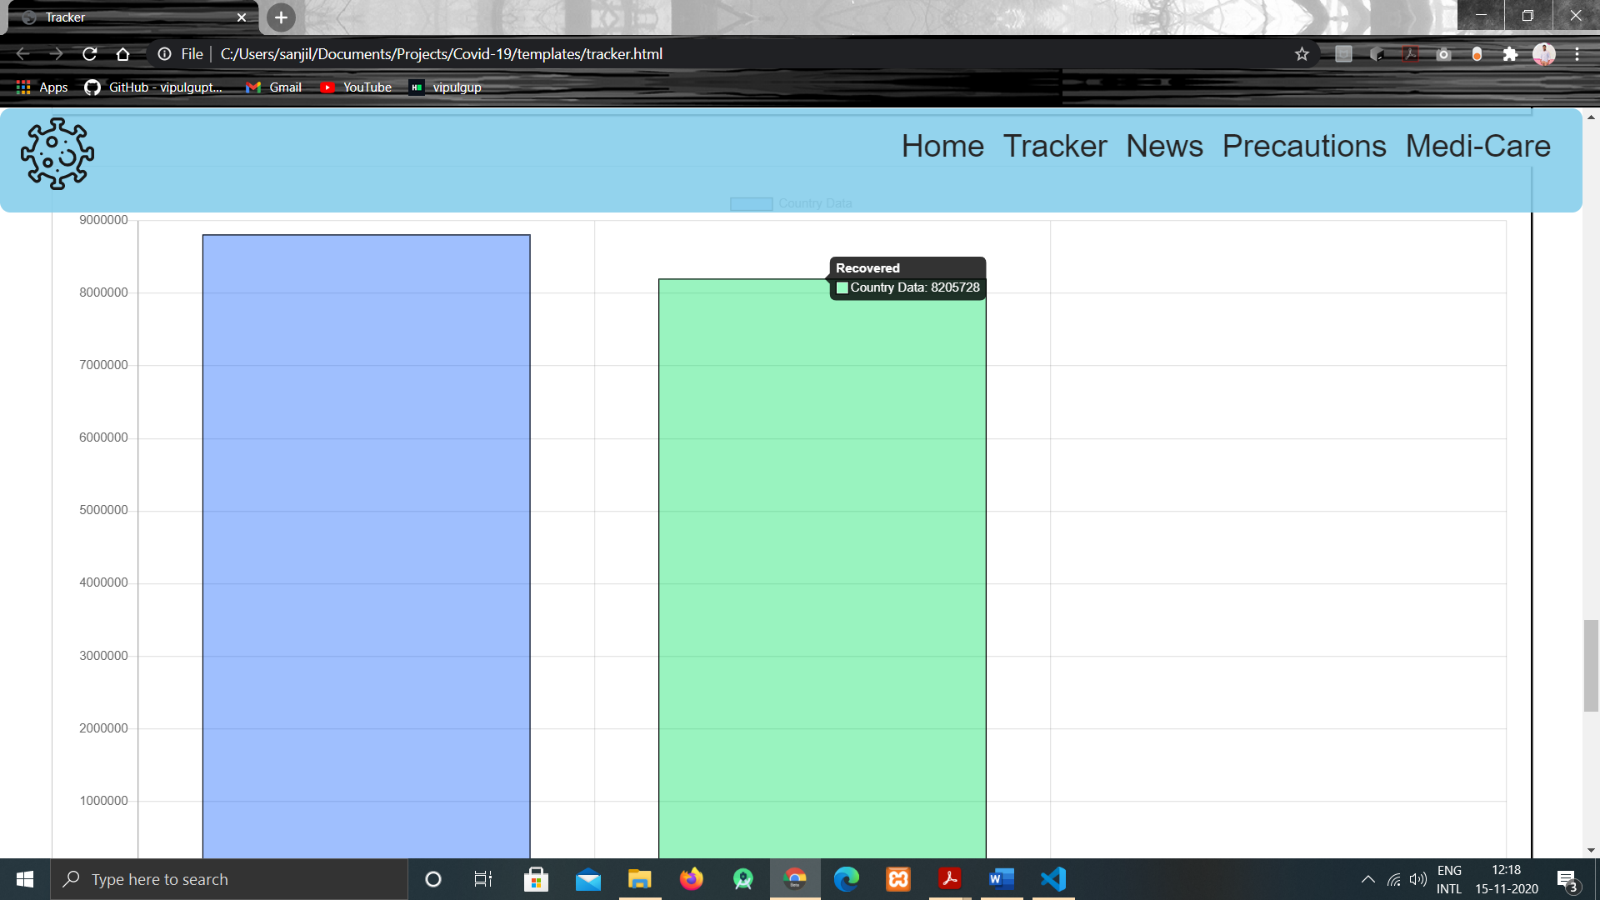 Tracker
File | C:/Users/sanjil/Documents/Projects/Covid-19/templates/tracker.html
Apps GitHub - vipulgupt... Gmail YouTube vipulgup
Home Tracker News Precautions Medi-Care
Country Data
9000000
Recovered
Country Data: 8205728
8000000
7000000
6000000
5000000
4000000
3000000
2000000
1000000
Type here to search
ENG
INTL
12:18
15-11-2020
3